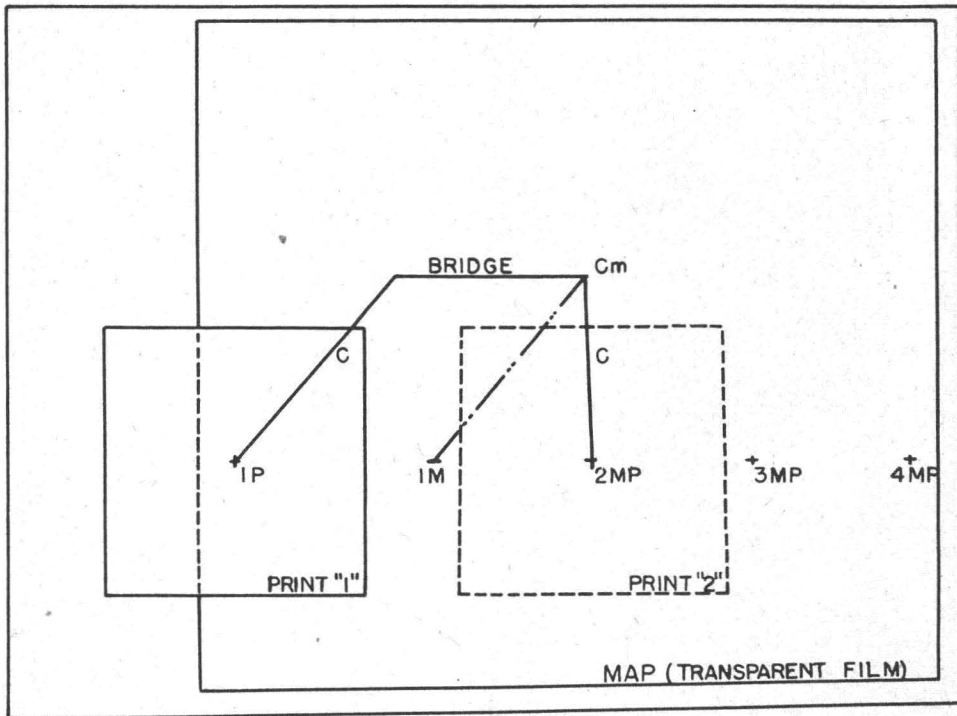 BRIDGE
Cm
C
C
1P
1M
2MP
3MP
4MP
PRINT "1"
PRINT "2"
MAP (TRANSPARENT FILM)